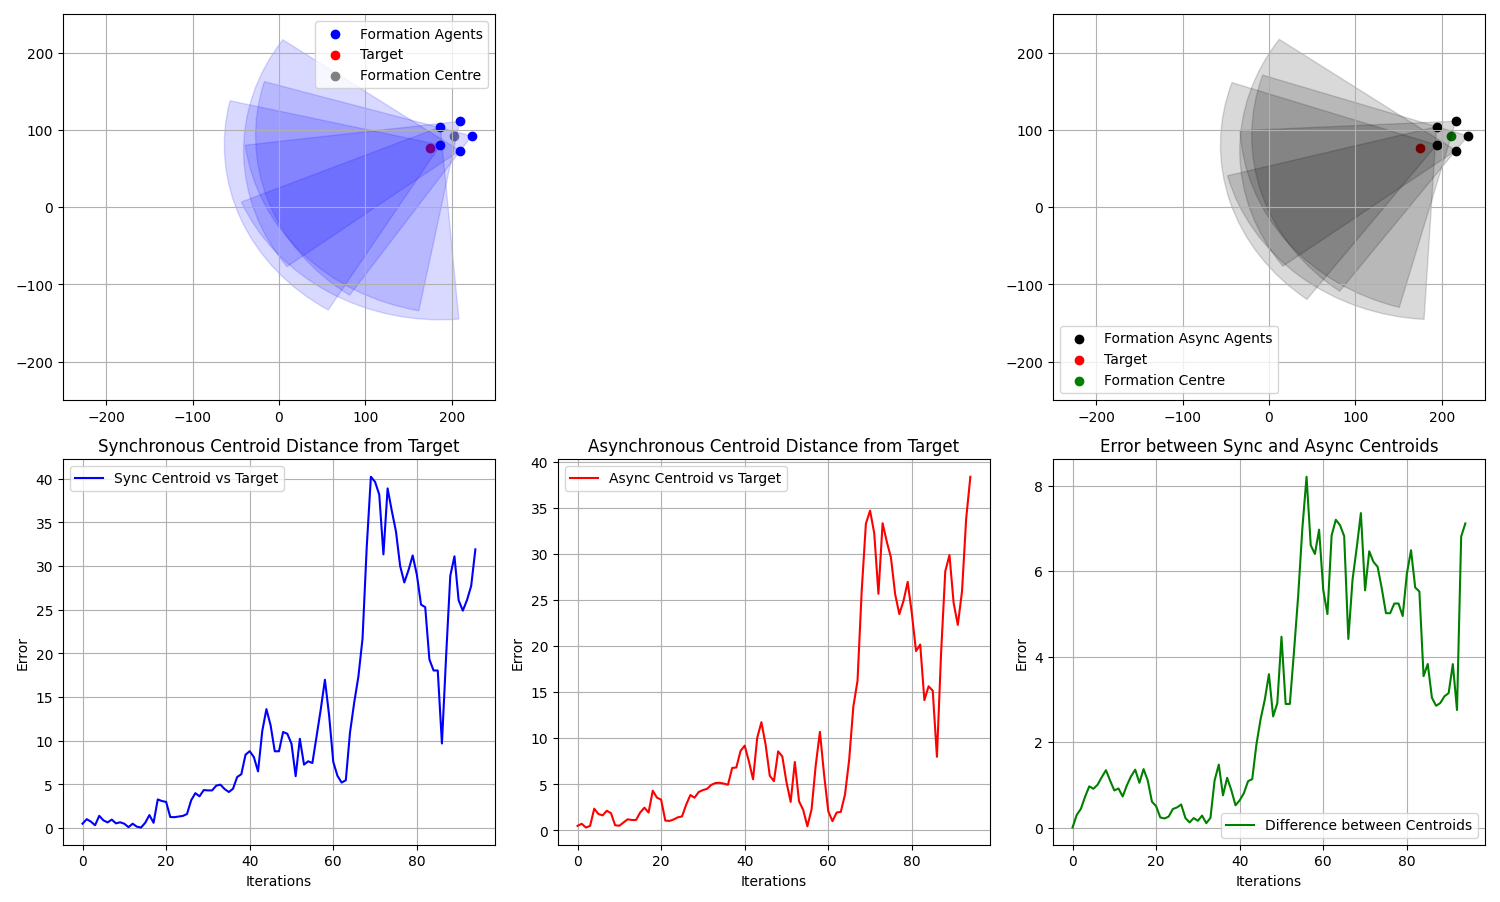 Formation Agents
Target
Formation Centre
200
100
0
−100
−200
−200 −100 0 100 200
200
100
0
−100
−200
Formation Async Agents
Target
Formation Centre
−200 −100 0 100 200
Synchronous Centroid Distance from Target
Sync Centroid vs Target
40
35
30
25
20
15
10
5
0
Error
0 20 40 60 80
Iterations
Asynchronous Centroid Distance from Target
Async Centroid vs Target
40
35
30
25
20
15
10
5
0
Error
0 20 40 60 80
Iterations
Error between Sync and Async Centroids
8
6
4
2
0
Error
Difference between Centroids
0 20 40 60 80
Iterations